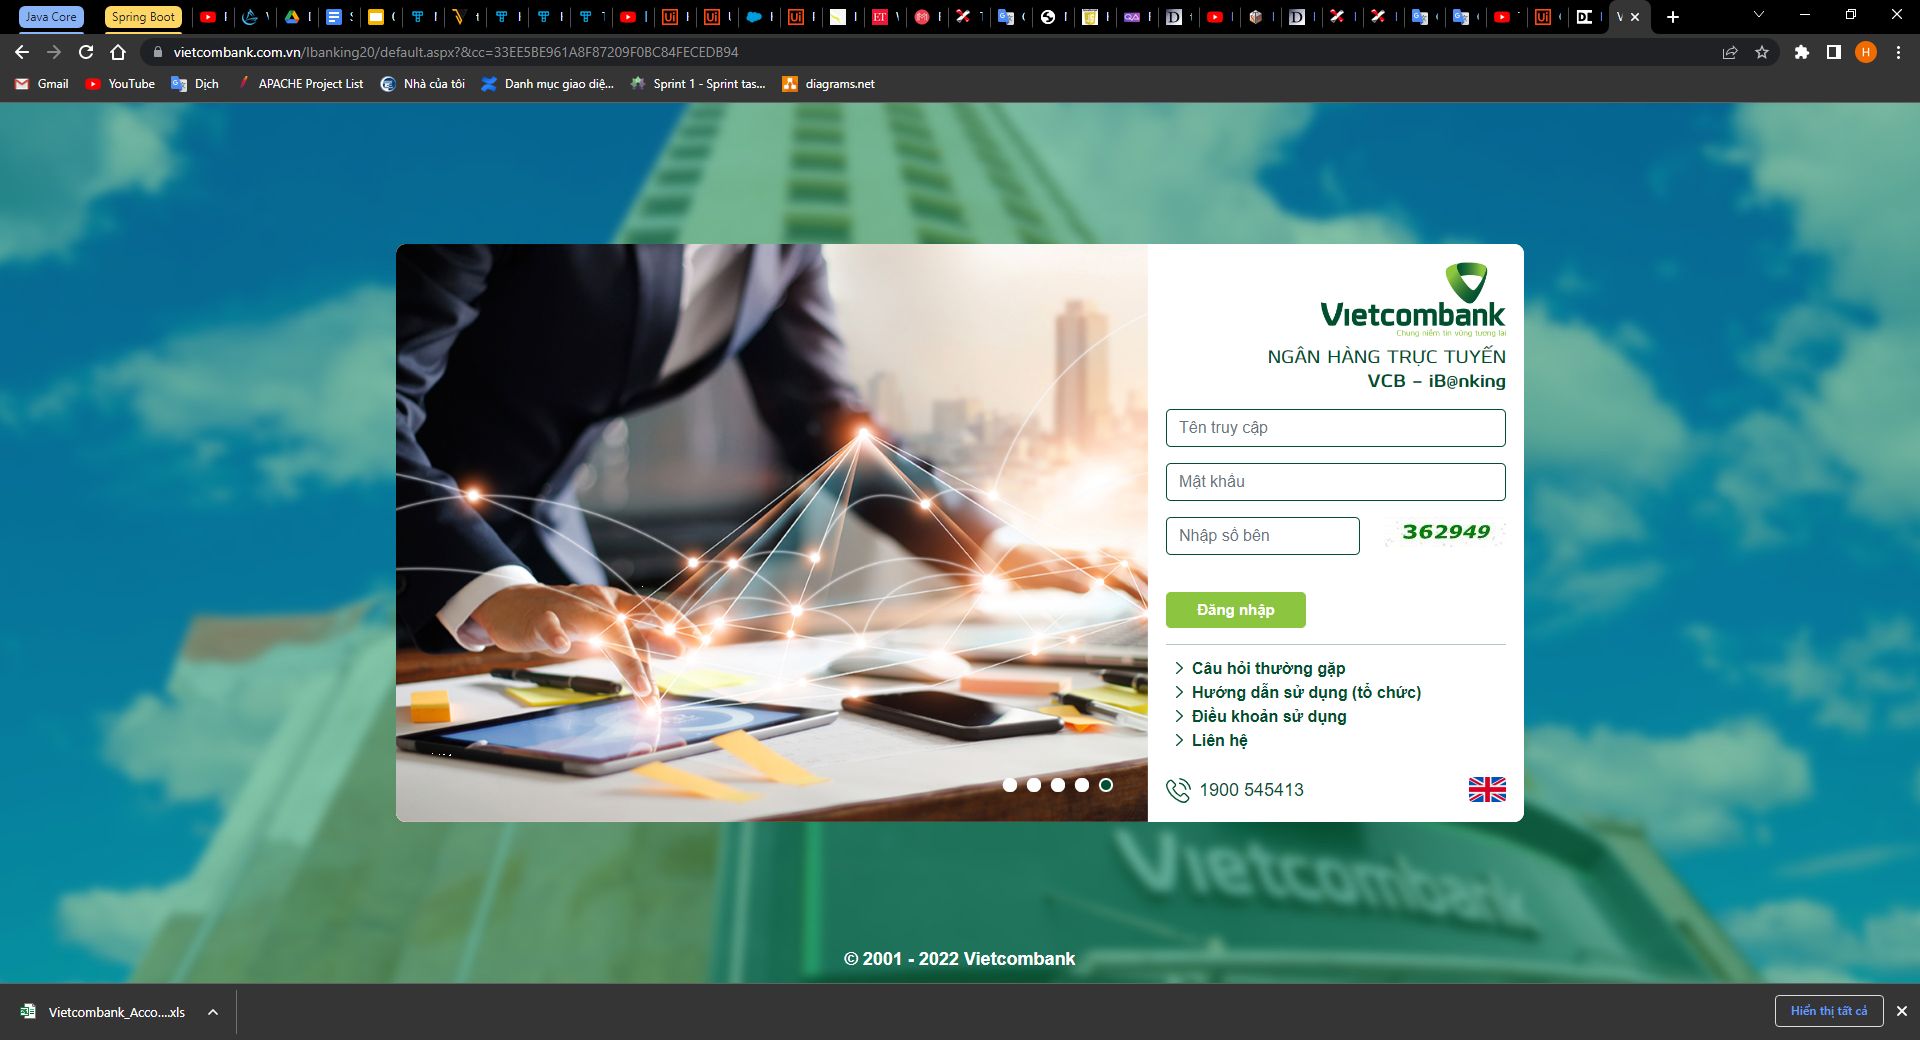 Java Core
Spring Boot
vietcombank.com.vn/Ibanking20/default.aspx?&cc=33EE5BE961A8F87209F0BC84FECEDB94
H
Gmail
YouTube
Dịch
APACHE Project List
Nhà của tôi
Danh mục giao diệ...
Sprint 1 - Sprint tas...
diagrams.net
Vietcombank
Chung niềm tin vững tương lai
NGÂN HÀNG TRỰC TUYẾN
VCB – iB@nking
Tên truy cập
Mật khẩu
Nhập số bên
362949
Đăng nhập
Câu hỏi thường gặp
Hướng dẫn sử dụng (tổ chức)
Điều khoản sử dụng
Liên hệ
1900 545413
Vietcombank
© 2001 - 2022 Vietcombank
Vietcombank_Acco....xls
Hiển thị tất cả